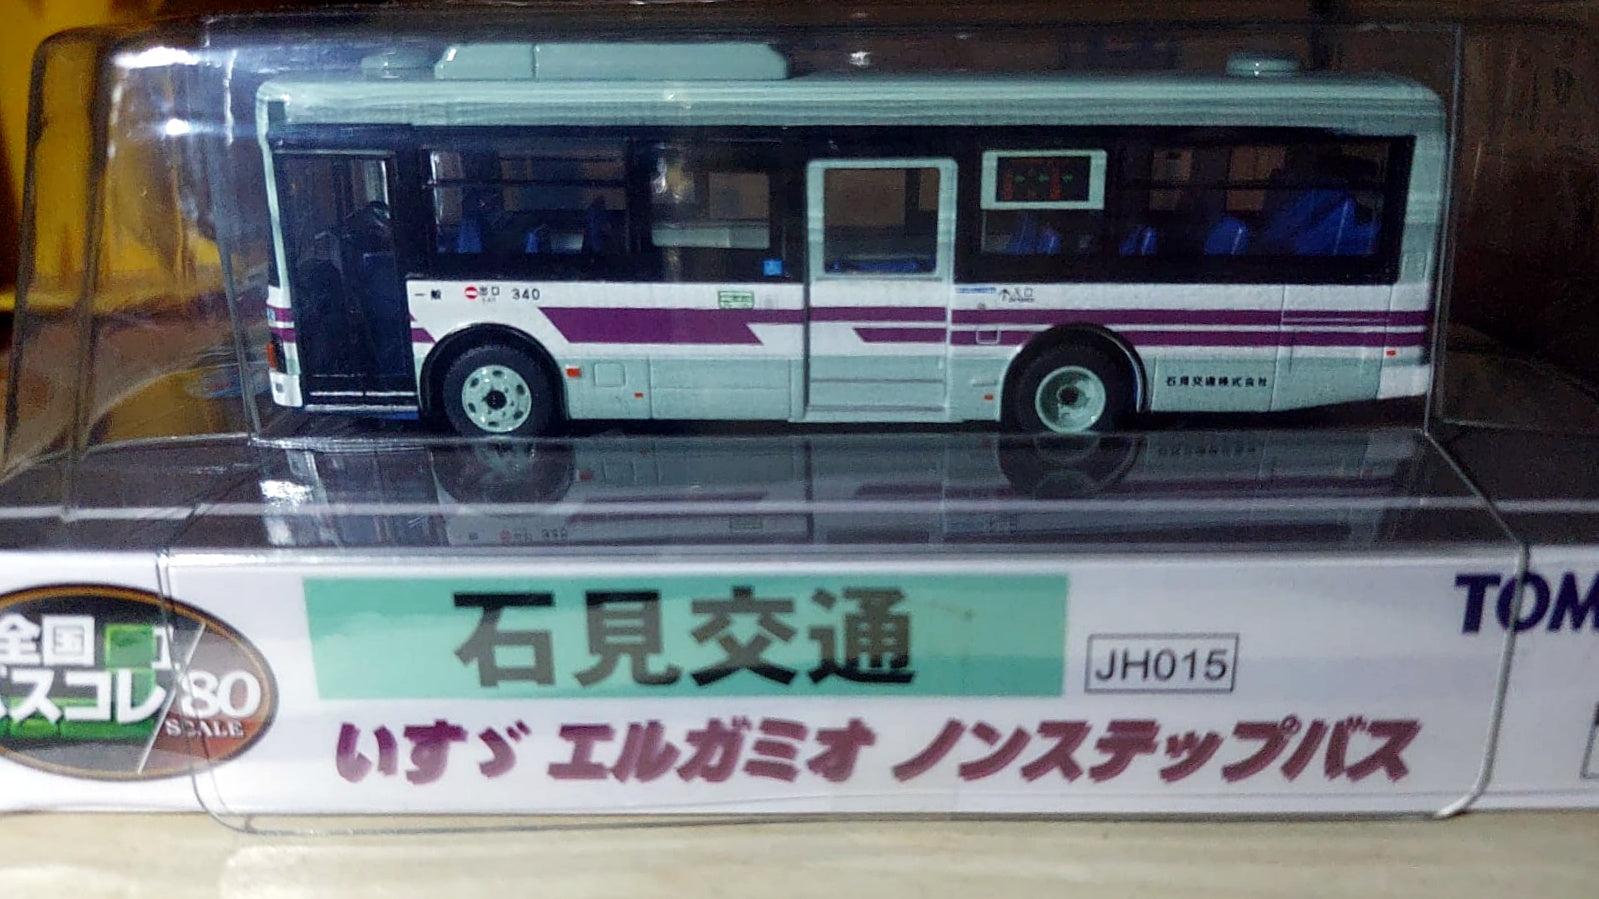 一般 出口 340
入口
石見交通株式会社
全国
バスコレ
80
SCALE
石見交通
JH015
TOM
いすゞ エルガミオ ノンステップバス